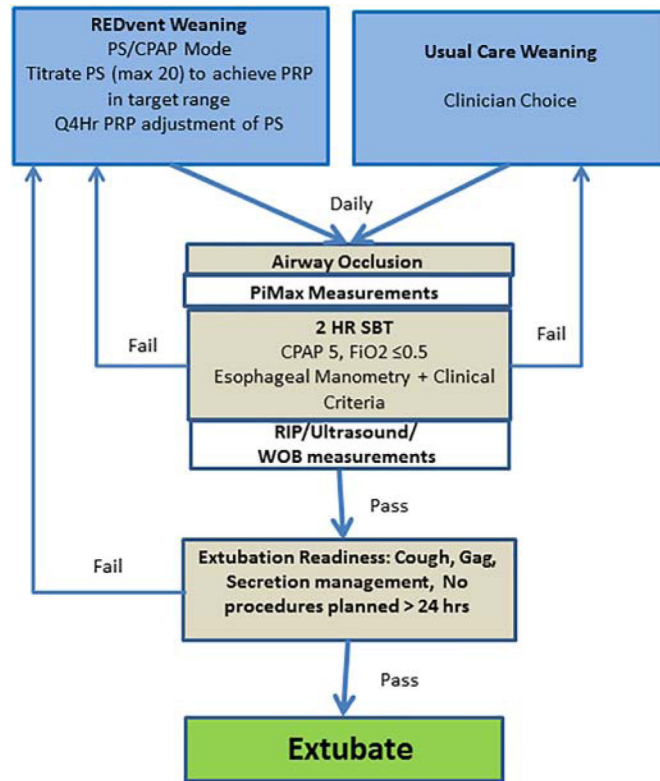 REDvent Weaning
PS/CPAP Mode
Titrate PS (max 20) to achieve PRP
in target range
Q4Hr PRP adjustment of PS
Usual Care Weaning
Clinician Choice
Daily
Airway Occlusion
PiMax Measurements
2 HR SBT
CPAP 5, FiO2 ≤0.5
Esophageal Manometry + Clinical
Criteria
Fail
Fail
RIP/Ultrasound/
WOB measurements
Pass
Extubation Readiness: Cough, Gag,
Secretion management, No
procedures planned > 24 hrs
Fail
Pass
Extubate